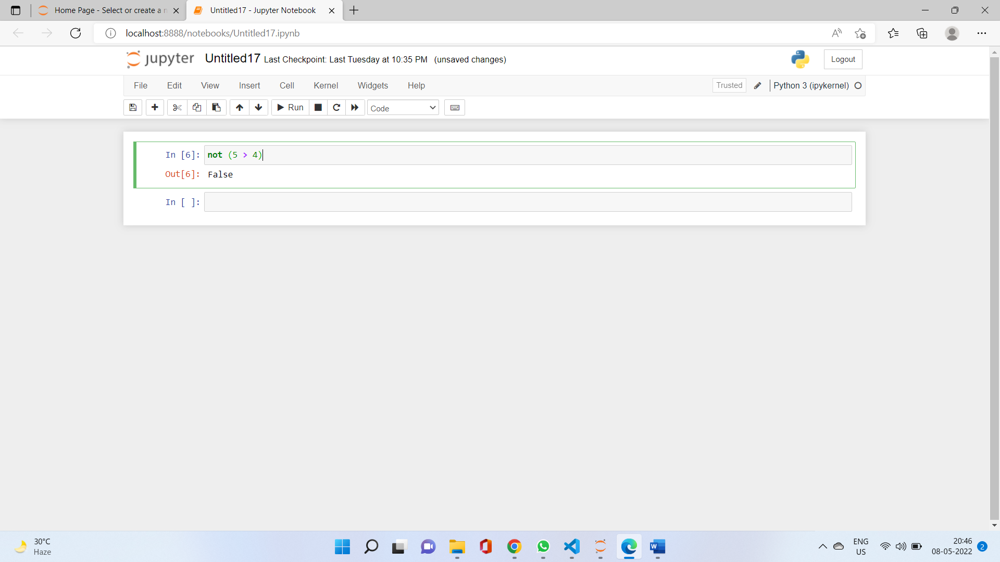 Home Page - Select or create a n
Untitled17 - Jupyter Notebook
localhost:8888/notebooks/Untitled17.ipynb
jupyter Untitled17 Last Checkpoint: Last Tuesday at 10:35 PM (unsaved changes)
Logout
File Edit View Insert Cell Kernel Widgets Help
Trusted Python 3 (ipykernel)
Run Code
In [6]: not (5 > 4)
Out[6]: False
In [ ]:
30°C
Haze
ENG
US
20:46
08-05-2022
2